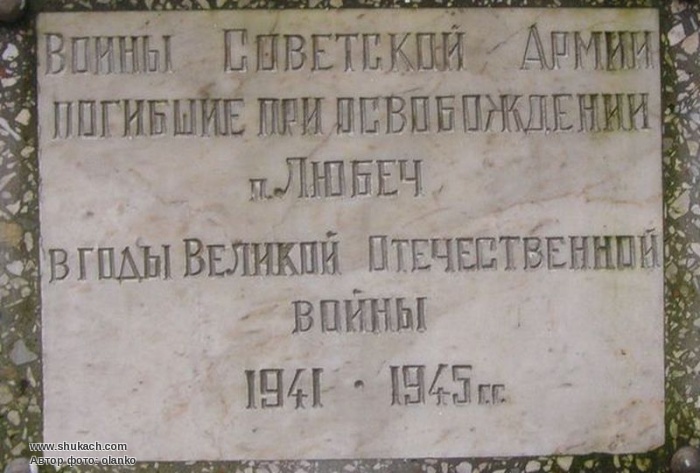 Воины Советской Армии
погибшие при освобождении
п. Любеч
в годы Великой Отечественной
войны
1941 · 1945 гг.
www.shukach.com
Автор фото: olanko